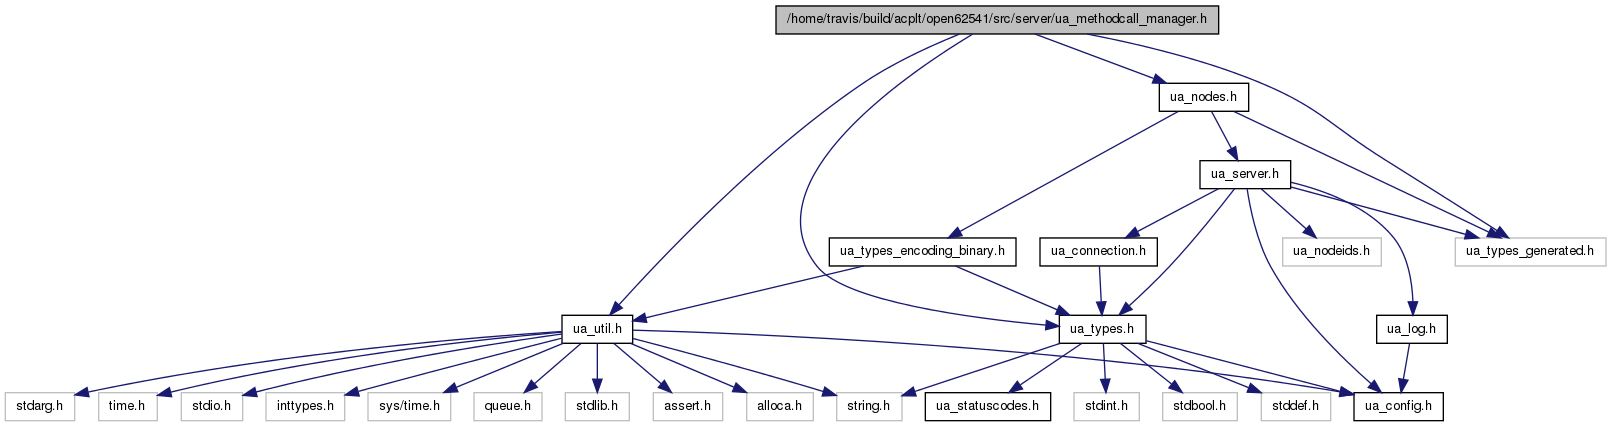 /home/travis/build/acplt/open62541/src/server/ua_methodcall_manager.h
ua_nodes.h
ua_server.h
ua_types_encoding_binary.h
ua_connection.h
ua_nodeids.h
ua_types_generated.h
ua_util.h
ua_types.h
ua_log.h
stdarg.h
time.h
stdio.h
inttypes.h
sys/time.h
queue.h
stdlib.h
assert.h
alloca.h
string.h
ua_statuscodes.h
stdint.h
stdbool.h
stddef.h
ua_config.h